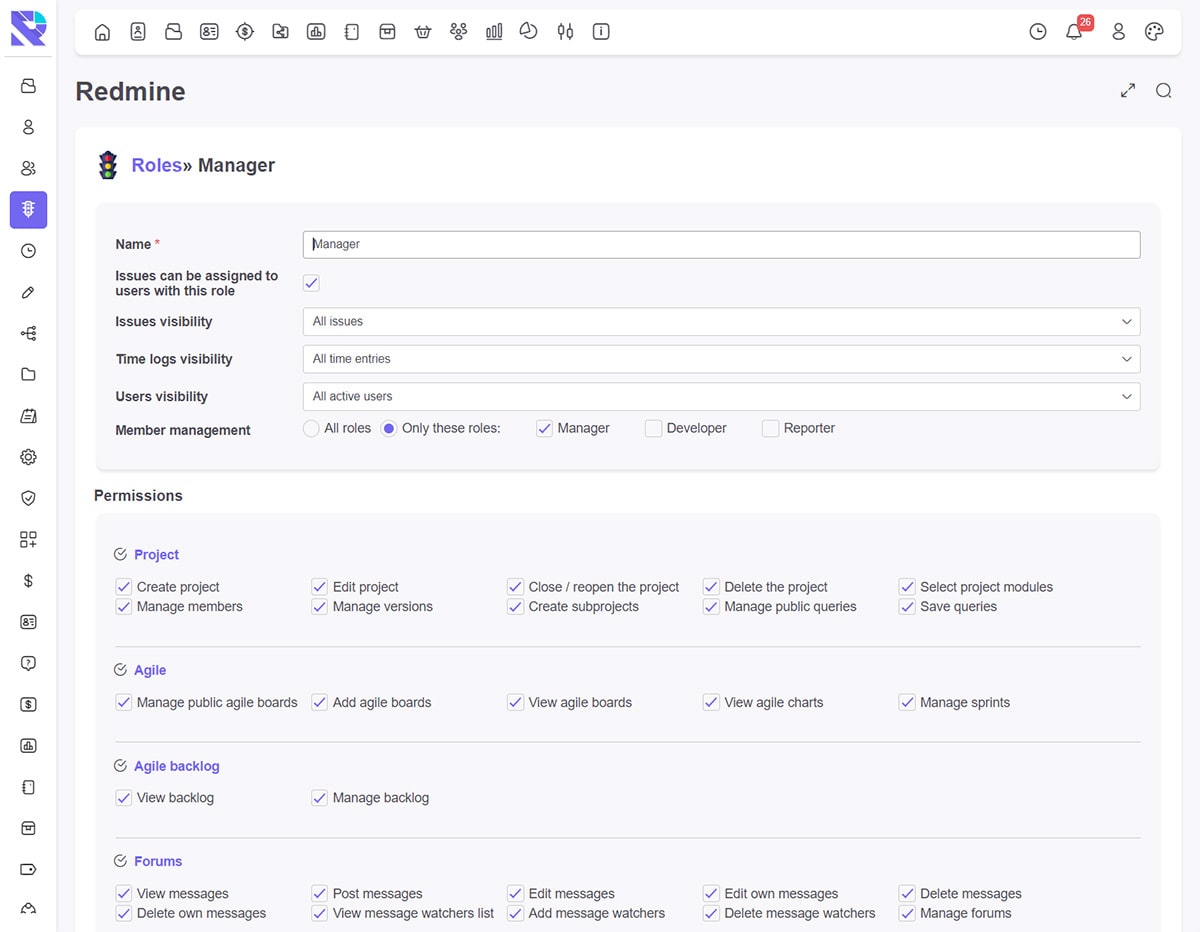 26
Redmine
Roles» Manager
Name *
Manager
Issues can be assigned to
users with this role
Issues visibility
All issues
Time logs visibility
All time entries
Users visibility
All active users
Member management
All roles Only these roles: Manager Developer Reporter
Permissions
Project
Create project Edit project Close / reopen the project Delete the project Select project modules
Manage members Manage versions Create subprojects Manage public queries Save queries
Agile
Manage public agile boards Add agile boards View agile boards View agile charts Manage sprints
Agile backlog
View backlog Manage backlog
Forums
View messages Post messages Edit messages Edit own messages Delete messages
Delete own messages View message watchers list Add message watchers Delete message watchers Manage forums